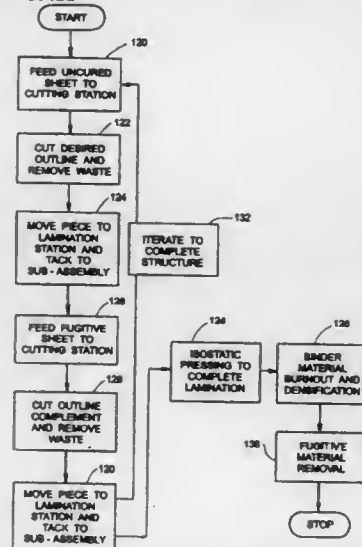 START
120
FEED UNCURED
SHEET TO
CUTTING STATION
122
CUT DESIRED
OUTLINE AND
REMOVE WASTE
124
MOVE PIECE TO
LAMINATION
STATION AND
TACK TO
SUB - ASSEMBLY
132
ITERATE TO
COMPLETE
STRUCTURE
126
FEED FUGITIVE
SHEET TO
CUTTING STATION
128
CUT OUTLINE
COMPLEMENT
AND REMOVE
WASTE
120
MOVE PIECE TO
LAMINATION
STATION AND
TACK TO
SUB - ASSEMBLY
134
ISOSTATIC
PRESSING TO
COMPLETE
LAMINATION
136
BINDER
MATERIAL
BURNOUT AND
DENSIFICATION
138
FUGITIVE
MATERIAL
REMOVAL
STOP